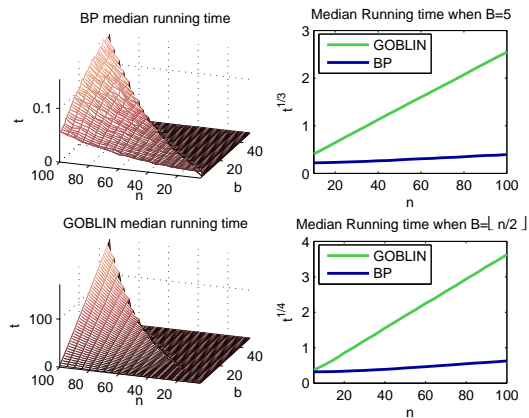 BP median running time
0.1
0
t
100
80
60
40
20
n
20
40
b
Median Running time when B=5
GOBLIN
BP
3
2
1
0
t^{1/3}
20
40
60
80
100
n
GOBLIN median running time
100
0
t
100
80
60
40
20
n
20
40
b
Median Running time when B=⌊ n/2 ⌋
GOBLIN
BP
4
3
2
1
0
t^{1/4}
20
40
60
80
100
n